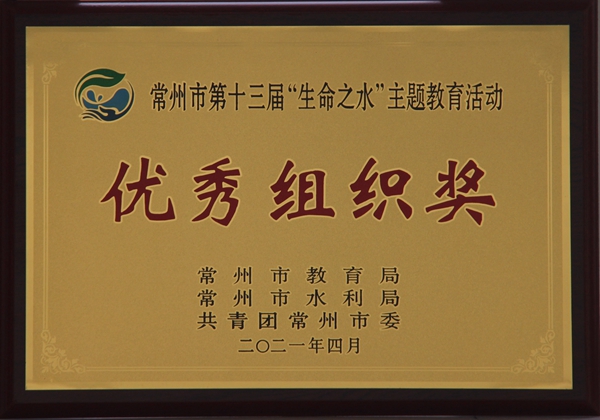 常州市第十三届“生命之水”主题教育活动
优秀组织奖
常州市教育局
常州市水利局
共青团常州市委
二〇二一年四月